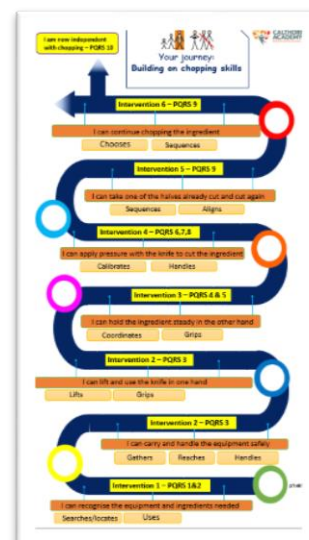 I am now independent
with chopping – PQRS 10
CALTHORPE
ACADEMY
Your journey:
Building on chopping skills
Intervention 6 – PQRS 9
I can continue chopping the ingredient
Chooses Sequences
Intervention 5 – PQRS 9
I can take one of the halves already cut and cut again
Sequences Aligns
Intervention 4 – PQRS 6,7,8
I can apply pressure with the knife to cut the ingredient
Calibrates Handles
Intervention 3 – PQRS 4 & 5
I can hold the ingredient steady in the other hand
Coordinates Grips
Intervention 2 – PQRS 3
I can lift and use the knife in one hand
Lifts Grips
Intervention 2 – PQRS 3
I can carry and handle the equipment safely
Gathers Reaches Handles
Intervention 1 – PQRS 1&2
I can recognise the equipment and ingredients needed
Searches/locates Uses